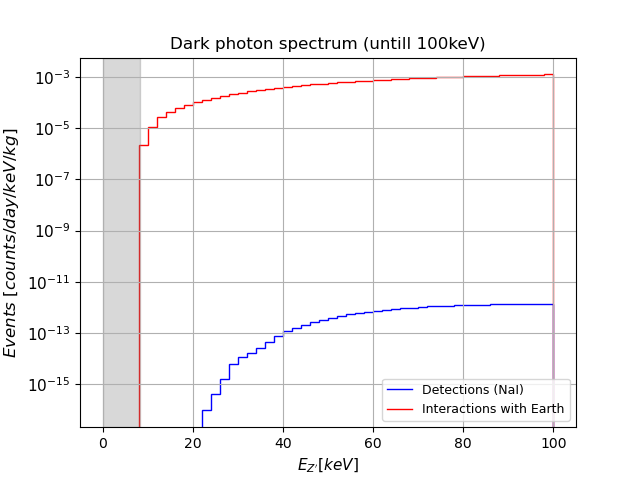 Dark photon spectrum (untill 100keV)
Events [counts/day/keV/kg]
10⁻³
10⁻⁵
10⁻⁷
10⁻⁹
10⁻¹¹
10⁻¹³
10⁻¹⁵
Detections (NaI)
Interactions with Earth
0 20 40 60 80 100
E_Z′[keV]